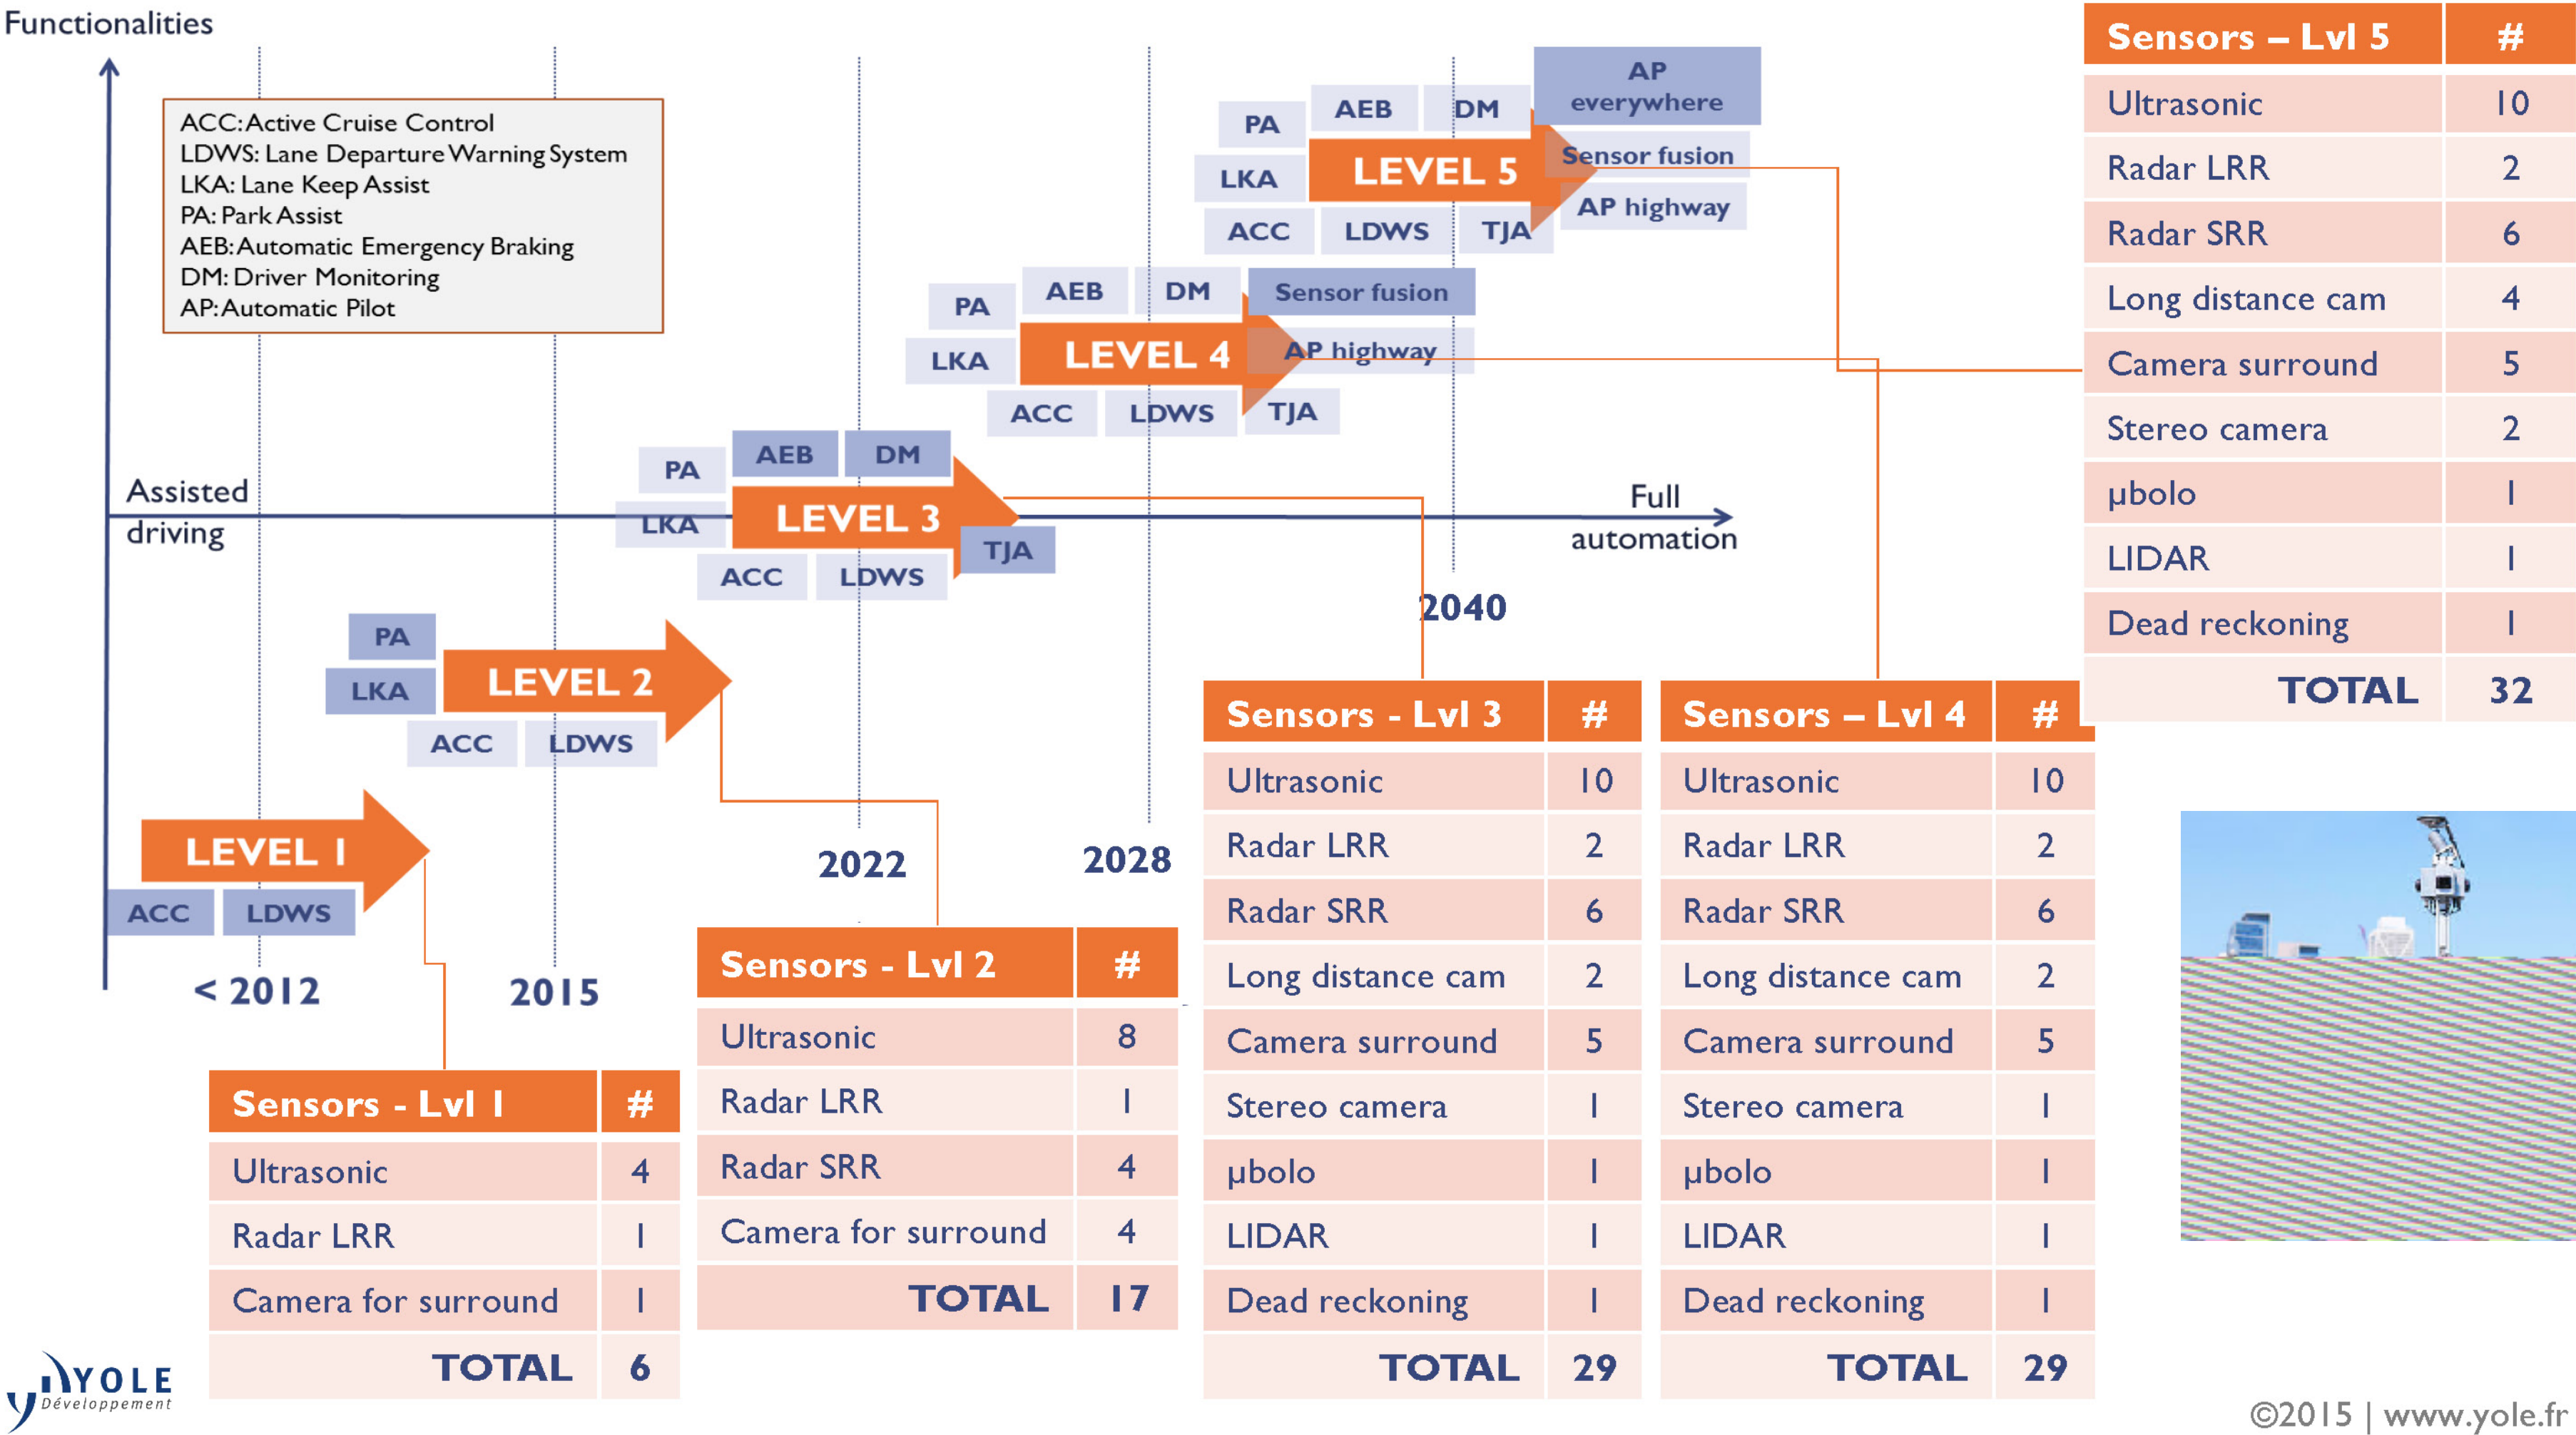 Functionalities
ACC: Active Cruise Control
LDWS: Lane Departure Warning System
LKA: Lane Keep Assist
PA: Park Assist
AEB: Automatic Emergency Braking
DM: Driver Monitoring
AP: Automatic Pilot
AP everywhere
PA AEB DM
Sensor fusion
LKA LEVEL 5
AP highway
ACC LDWS TJA
PA AEB DM Sensor fusion
LKA LEVEL 4 AP highway
ACC LDWS TJA
PA AEB DM
LKA LEVEL 3
TJA
ACC LDWS
Assisted
driving
Full
automation
PA
LKA LEVEL 2
ACC LDWS
LEVEL 1
ACC LDWS
< 2012
2015
2022
2028
2040
Sensors - Lvl 1 #
Ultrasonic 4
Radar LRR 1
Camera for surround 1
TOTAL 6
Sensors - Lvl 2 #
Ultrasonic 8
Radar LRR 1
Radar SRR 4
Camera for surround 4
TOTAL 17
Sensors - Lvl 3 #
Ultrasonic 10
Radar LRR 2
Radar SRR 6
Long distance cam 2
Camera surround 5
Stereo camera 1
µbolo 1
LIDAR 1
Dead reckoning 1
TOTAL 29
Sensors – Lvl 4 #
Ultrasonic 10
Radar LRR 2
Radar SRR 6
Long distance cam 2
Camera surround 5
Stereo camera 1
µbolo 1
LIDAR 1
Dead reckoning 1
TOTAL 29
Sensors – Lvl 5 #
Ultrasonic 10
Radar LRR 2
Radar SRR 6
Long distance cam 4
Camera surround 5
Stereo camera 2
µbolo 1
LIDAR 1
Dead reckoning 1
TOTAL 32
YOLE
Développement
©2015 | www.yole.fr